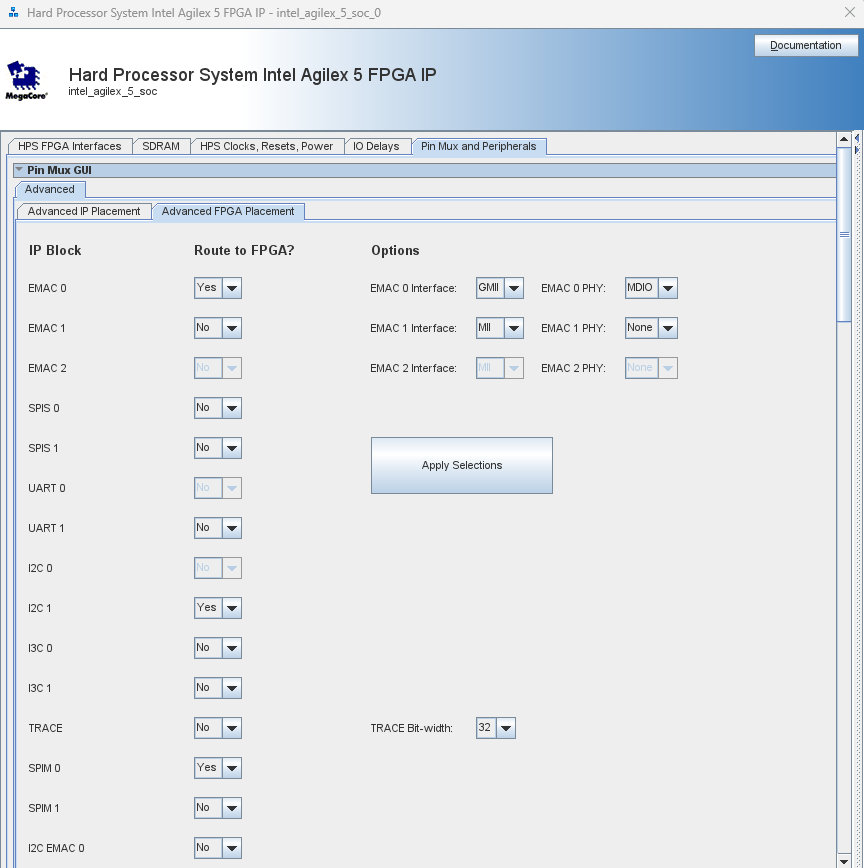 Hard Processor System Intel Agilex 5 FPGA IP - intel_agilex_5_soc_0
Documentation
MegaCore®
Hard Processor System Intel Agilex 5 FPGA IP
intel_agilex_5_soc
HPS FPGA Interfaces SDRAM HPS Clocks, Resets, Power IO Delays Pin Mux and Peripherals
Pin Mux GUI
Advanced
Advanced IP Placement Advanced FPGA Placement
IP Block Route to FPGA? Options
EMAC 0 Yes EMAC 0 Interface: GMII EMAC 0 PHY: MDIO
EMAC 1 No EMAC 1 Interface: MII EMAC 1 PHY: None
EMAC 2 No EMAC 2 Interface: MII EMAC 2 PHY: None
SPIS 0 No
SPIS 1 No
Apply Selections
UART 0 No
UART 1 No
I2C 0 No
I2C 1 Yes
I3C 0 No
I3C 1 No
TRACE No TRACE Bit-width: 32
SPIM 0 Yes
SPIM 1 No
I2C EMAC 0 No